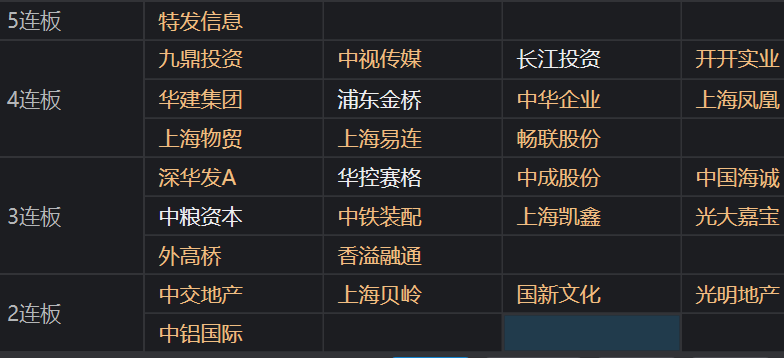 5连板 特发信息
九鼎投资 中视传媒 长江投资 开开实业
4连板 华建集团 浦东金桥 中华企业 上海凤凰
上海物贸 上海易连 畅联股份
深华发A 华控赛格 中成股份 中国海诚
3连板 中粮资本 中铁装配 上海凯鑫 光大嘉宝
外高桥 香溢融通
2连板 中交地产 上海贝岭 国新文化 光明地产
中铝国际